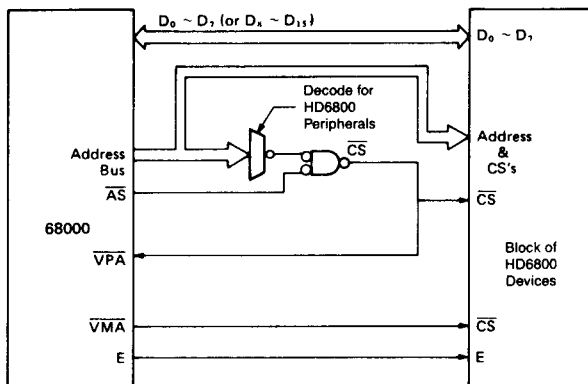 D₀ ~ D₇ (or D₈ ~ D₁₅)
D₀ ~ D₇
Decode for
HD6800
Peripherals
CS
Address
Bus
AS
68000
VPA
VMA
E
Address
&
CS's
CS
Block of
HD6800
Devices
CS
E